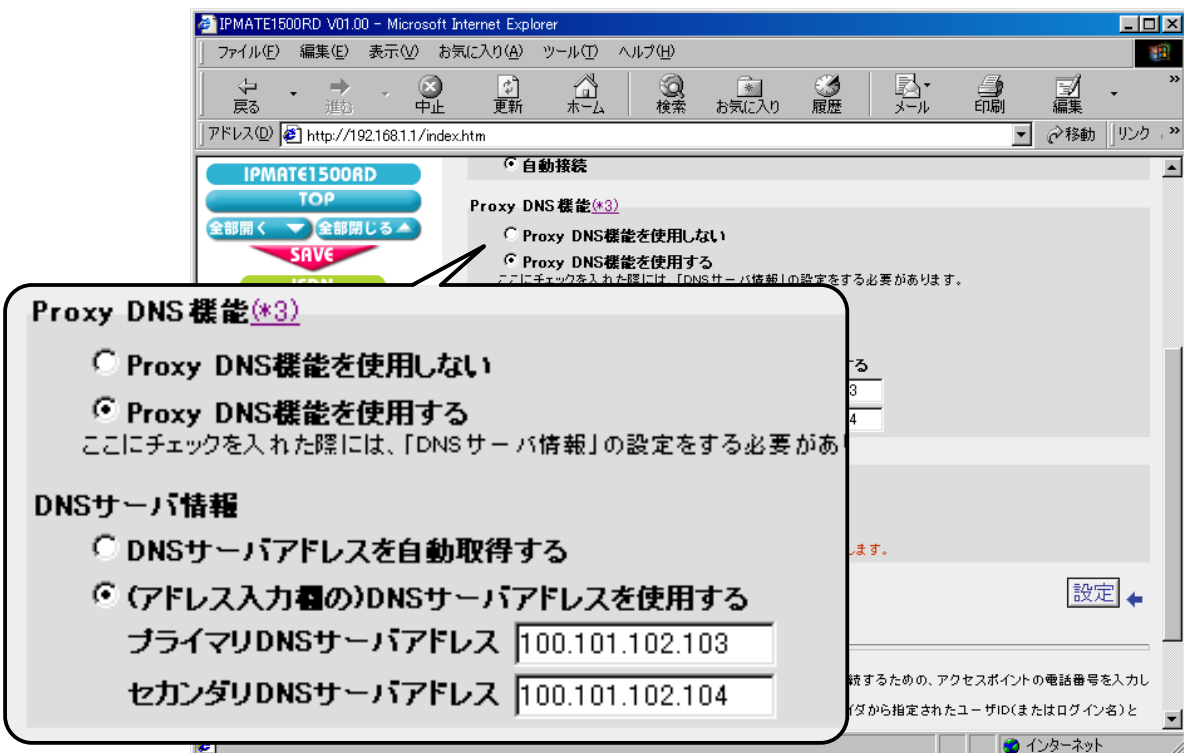 IPMATE1500RD V01.00 - Microsoft Internet Explorer
ファイル(F) 編集(E) 表示(V) お気に入り(A) ツール(T) ヘルプ(H)
戻る 進む 中止 更新 ホーム 検索 お気に入り 履歴 メール 印刷 編集 »
アドレス(D) http://192.168.1.1/index.htm 移動 リンク »
IPMATE1500RD
TOP
全部開く 全部閉じる
SAVE
自動接続
Proxy DNS機能(*3)
Proxy DNS機能を使用しない
Proxy DNS機能を使用する
ここにチェックを入れた際には、「DNSサーバ情報」の設定をする必要があります。
Proxy DNS機能(*3)
Proxy DNS機能を使用しない
Proxy DNS機能を使用する
ここにチェックを入れた際には、「DNSサーバ情報」の設定をする必要があ
DNSサーバ情報
DNSサーバアドレスを自動取得する
(アドレス入力欄の)DNSサーバアドレスを使用する
プライマリDNSサーバアドレス 100.101.102.103
セカンダリDNSサーバアドレス 100.101.102.104
する
3
4
します。
設定
続するための、アクセスポイントの電話番号を入力し
イダから指定されたユーザID(またはログイン名)と
インターネット